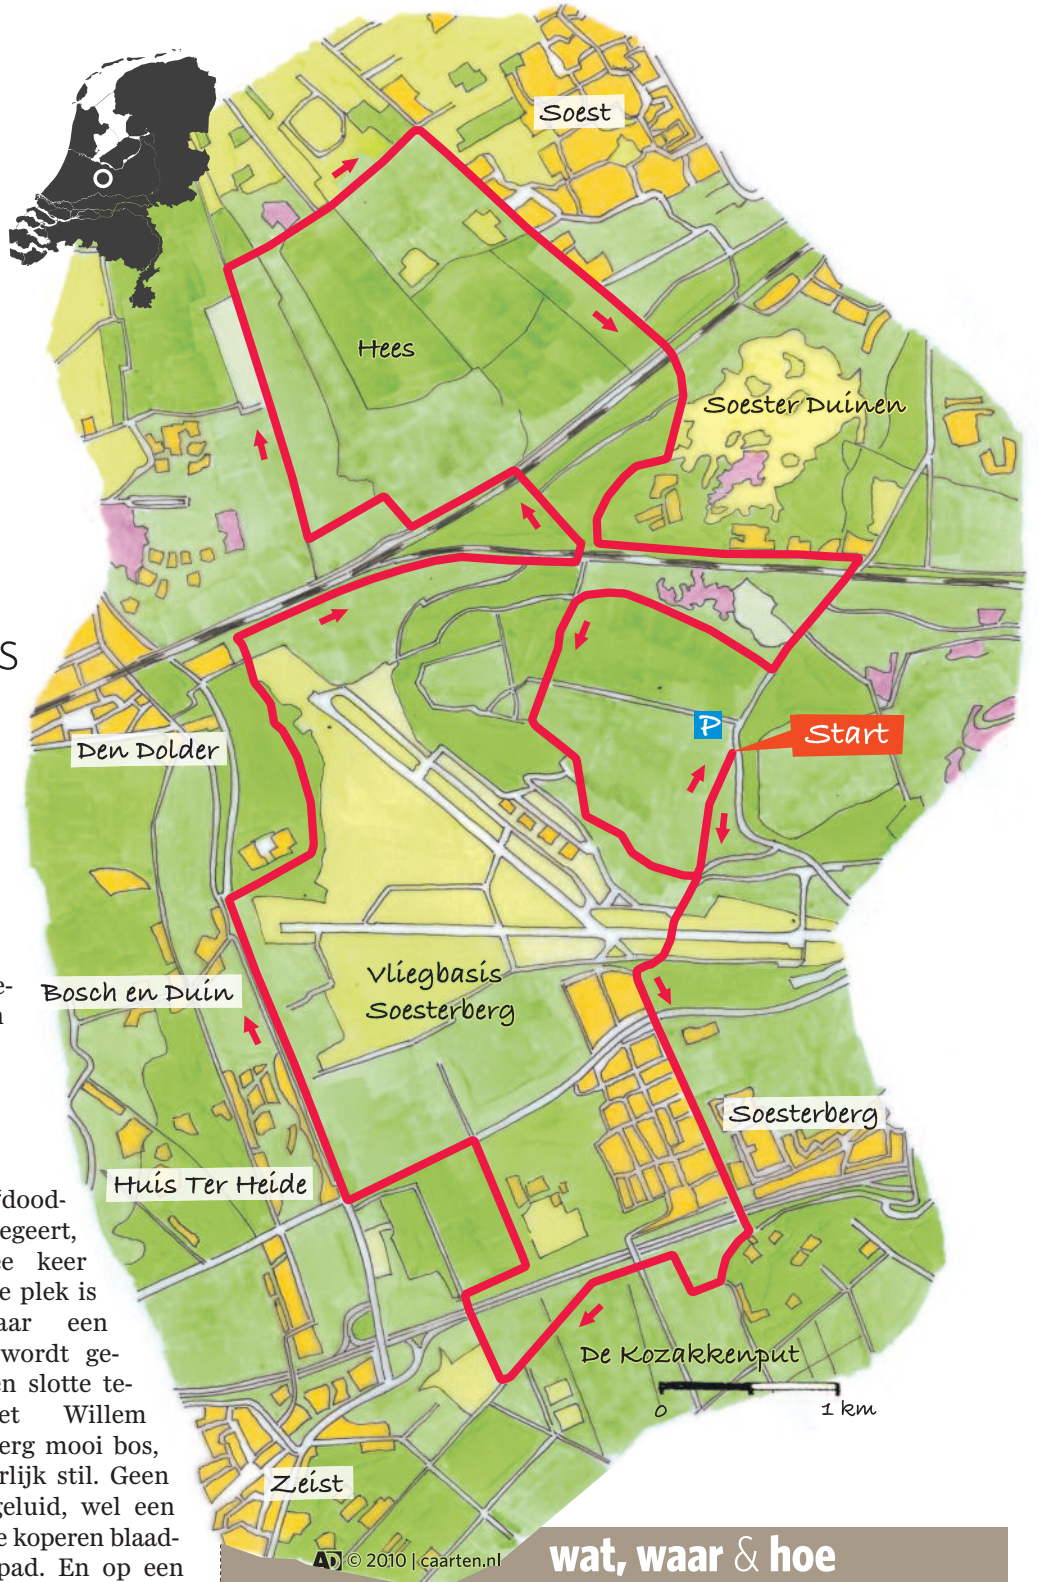 Soest
Hees
Soester Duinen
S
P
Start
Den Dolder
Vliegbasis
Soesterberg
Bosch en Duin
Soesterberg
Huis Ter Heide
De Kozakkenput
0 1 km
Zeist
e-
fdood-
egeert,
e keer
e plek is
aar een
wordt ge-
en slotte te-
et Willem
erg mooi bos,
rlijk stil. Geen
geluid, wel een
e koperen blaad-
pad. En op een
AD © 2010 | caarten.nl
wat, waar & hoe